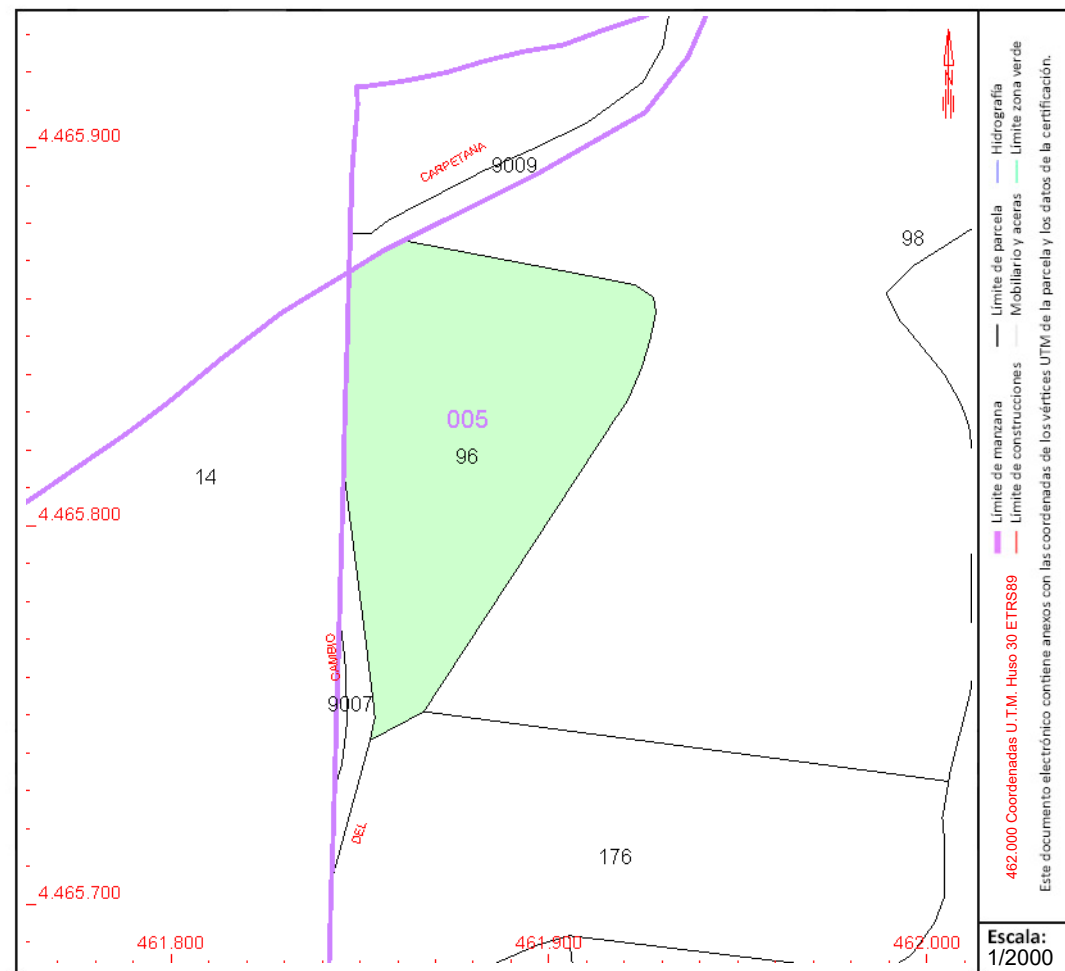 4.465.900
CARPETANA
9009
98
005
96
14
4.465.800
CAMBIO
9007
DEL
176
4.465.700
461.800
461.900
462.000
N
Límite de manzana
Límite de parcela
Hidrografía
Límite de construcciones
Mobiliario y aceras
Límite zona verde
462.000 Coordenadas U.T.M. Huso 30 ETRS89
Este documento electrónico contiene anexos con las coordenadas de los vértices UTM de la parcela y los datos de la certificación.
Escala:
1/2000